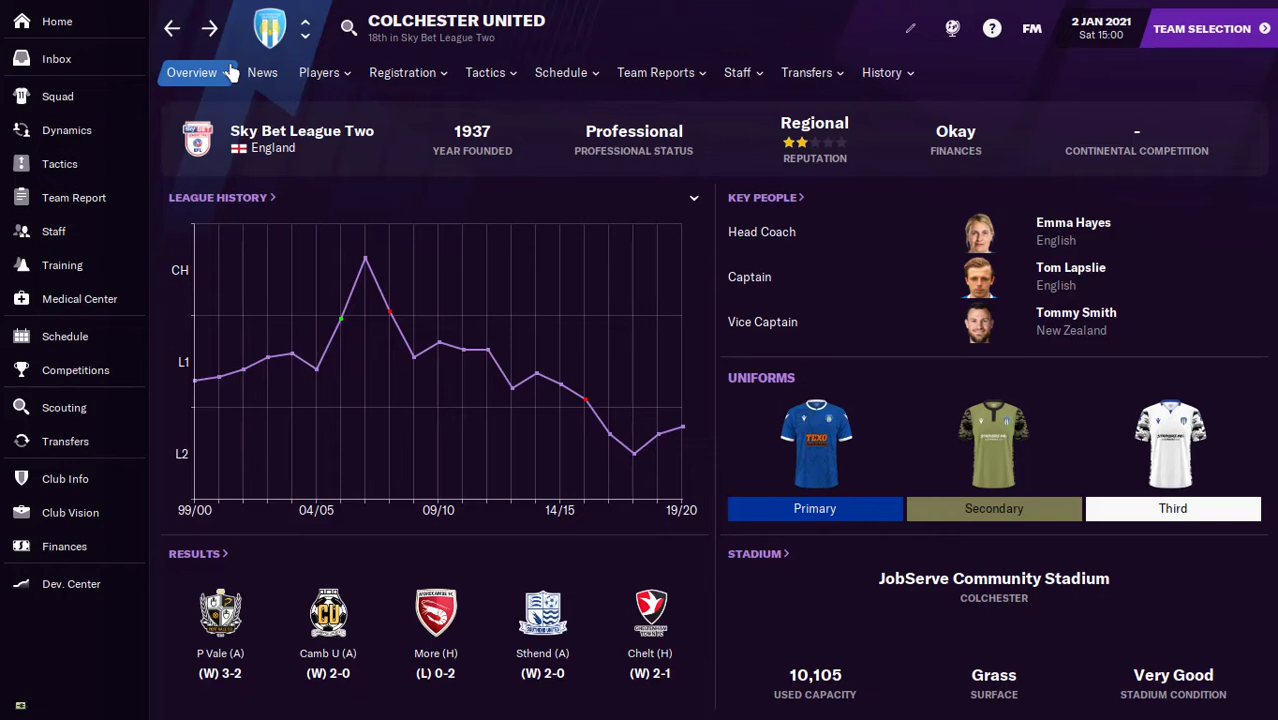 Home
Inbox
Squad
Dynamics
Tactics
Team Report
Staff
Training
Medical Center
Schedule
Competitions
Scouting
Transfers
Club Info
Club Vision
Finances
Dev. Center
COLCHESTER UNITED
18th in Sky Bet League Two
FM
2 JAN 2021
Sat 15:00
TEAM SELECTION
Overview
News
Players
Registration
Tactics
Schedule
Team Reports
Staff
Transfers
History
Sky Bet League Two
England
1937
YEAR FOUNDED
Professional
PROFESSIONAL STATUS
Regional
REPUTATION
Okay
FINANCES
-
CONTINENTAL COMPETITION
LEAGUE HISTORY
CH
L1
L2
99/00 04/05 09/10 14/15 19/20
KEY PEOPLE
Head Coach
Emma Hayes
English
Captain
Tom Lapslie
English
Vice Captain
Tommy Smith
New Zealand
UNIFORMS
TEXO
Primary
Secondary
Third
RESULTS
P Vale (A)
(W) 3-2
CU
Camb U (A)
(W) 2-0
More (H)
(L) 0-2
Sthend (A)
(W) 2-0
Chelt (H)
(W) 2-1
STADIUM
JobServe Community Stadium
COLCHESTER
10,105
USED CAPACITY
Grass
SURFACE
Very Good
STADIUM CONDITION